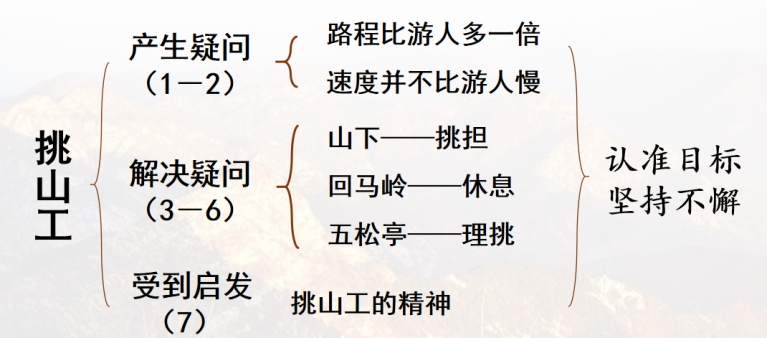 挑山工
产生疑问
（1－2）
路程比游人多一倍
速度并不比游人慢
解决疑问
（3－6）
山下——挑担
回马岭——休息
五松亭——理挑
受到启发
（7）
挑山工的精神
认准目标
坚持不懈